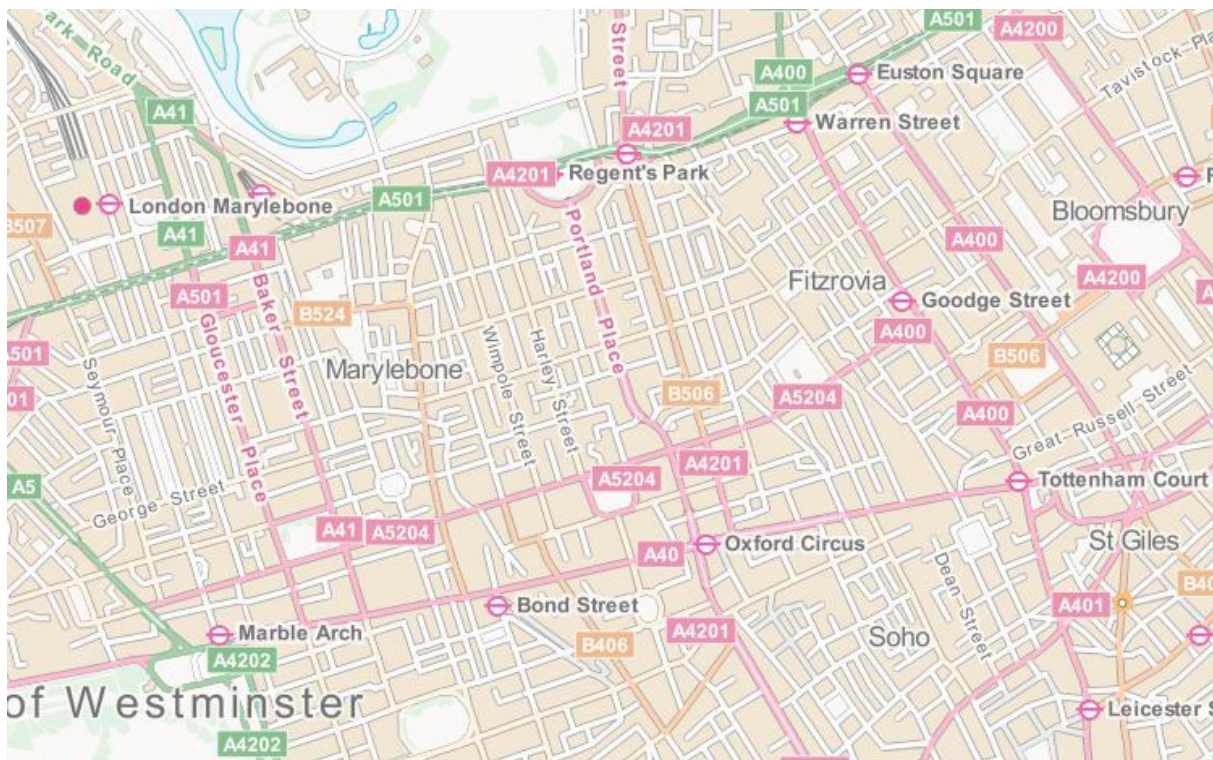 Park Road
A41
A501
A4200
A400
A501
Euston Square
Tavistock Pla
Street
A4201
Warren Street
A4201
Regent's Park
A501
London Marylebone
B507
A41
A41
Portland Place
Bloomsbury
A400
A4200
Fitzrovia
A501
Goodge Street
B524
Baker Street
Gloucester Place
A400
A501
01
Seymour Place
Marylebone
Wimpole Street
Harley Street
B506
B506
A5204
A400
Great Russell Street
A4201
A5204
Tottenham Court
A5
George Street
A41
A5204
A40
Oxford Circus
St Giles
Dean Street
B40
Bond Street
A401
Marble Arch
A4201
Soho
A4202
B406
of Westminster
Leicester S
A4202